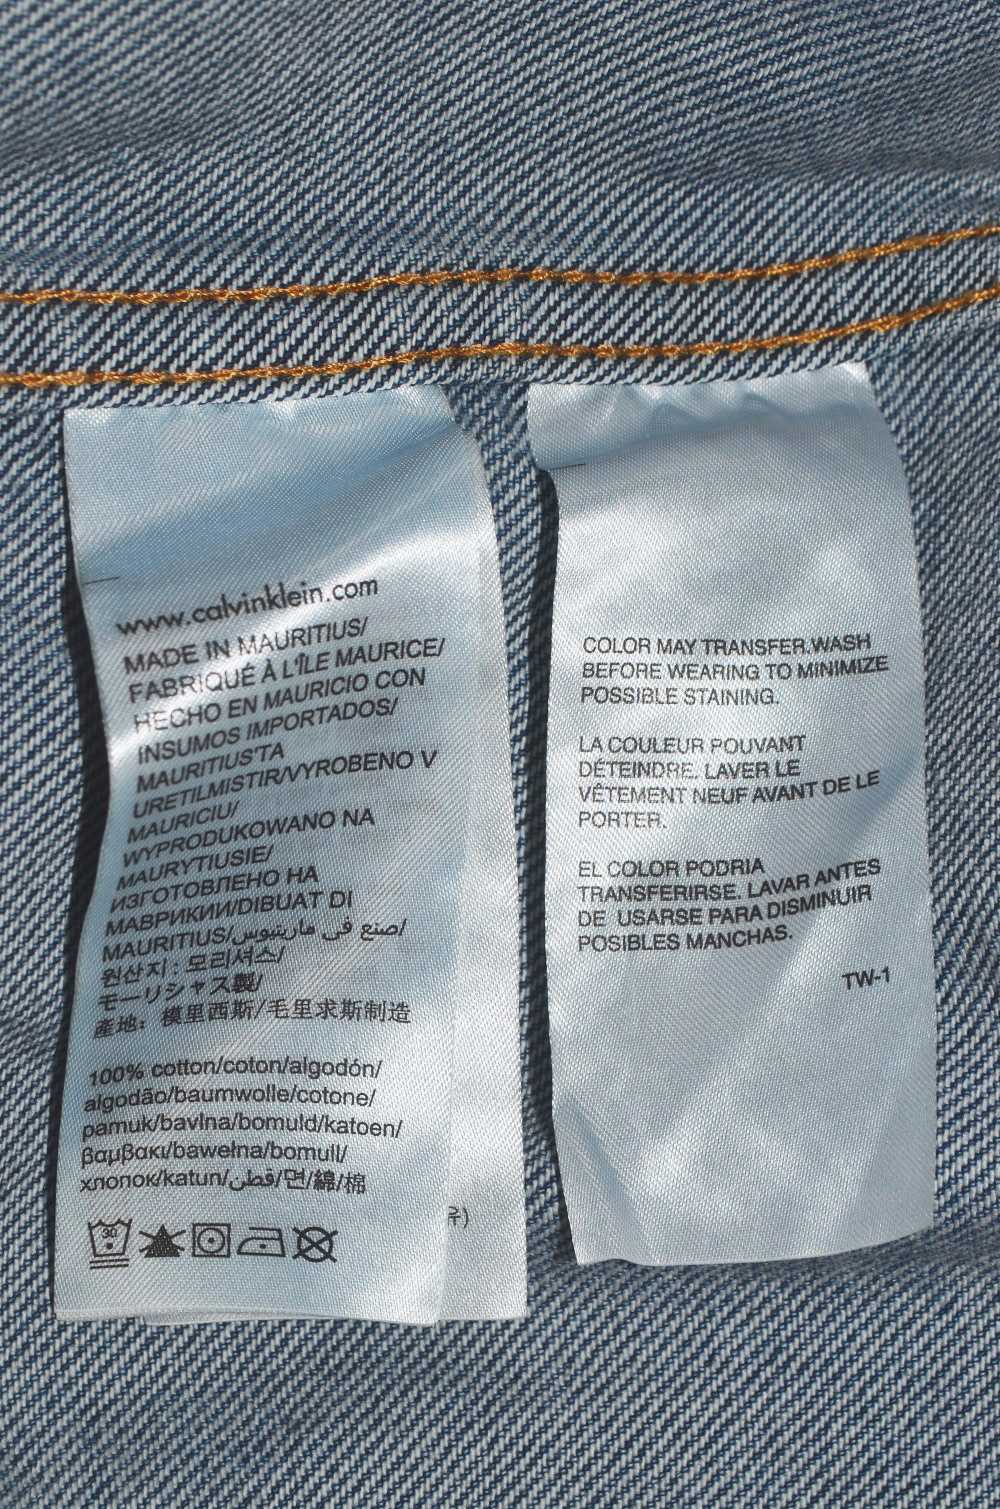 www.calvinklein.com
MADE IN MAURITIUS/
FABRIQUÉ À L'ÎLE MAURICE/
HECHO EN MAURICIO CON
INSUMOS IMPORTADOS/
MAURITIUS'TA
URETILMISTIR/VYROBENO V
MAURICIU/
WYPRODUKOWANO NA
MAURYTIUSIE/
ИЗГОТОВЛЕНО НА
МАВРИКИИ/DIBUAT DI
MAURITIUS/صنع في ماريتيوس/
원산지: 모리셔스/
モーリシャス製/
產地: 模里西斯/毛里求斯制造
100% cotton/coton/algodón/
algodão/baumwolle/cotone/
pamuk/bavlna/bomuld/katoen/
βαμβακι/bawełna/bomull/
хлопок/katun/قطن/면/綿/棉
30
우)
COLOR MAY TRANSFER.WASH
BEFORE WEARING TO MINIMIZE
POSSIBLE STAINING.
LA COULEUR POUVANT
DÉTEINDRE. LAVER LE
VÊTEMENT NEUF AVANT DE LE
PORTER.
EL COLOR PODRIA
TRANSFERIRSE. LAVAR ANTES
DE USARSE PARA DISMINUIR
POSIBLES MANCHAS.
TW-1